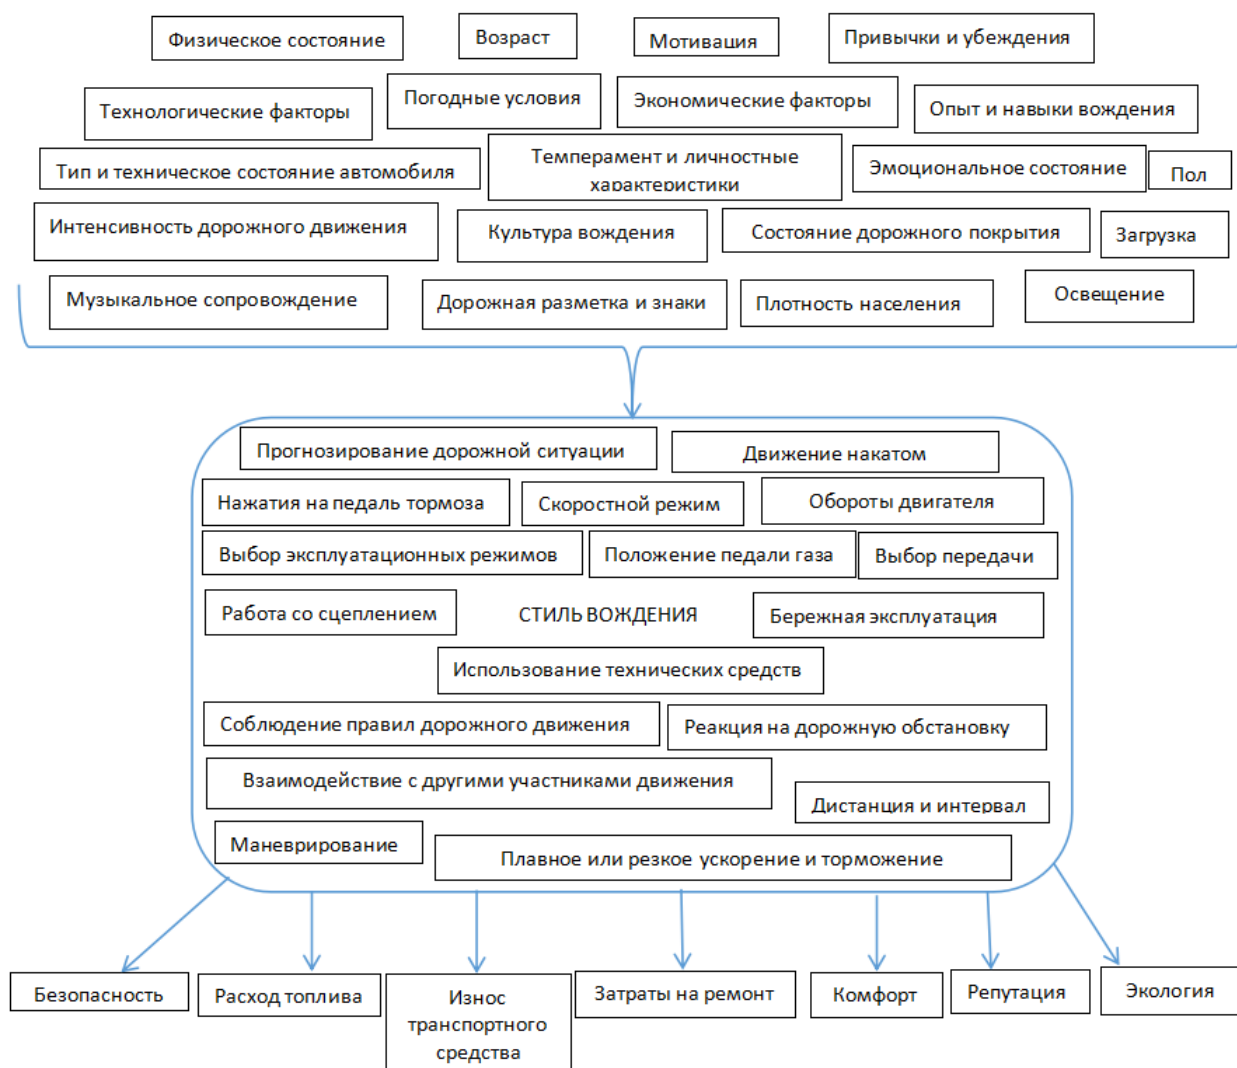 Физическое состояние
Возраст
Мотивация
Привычки и убеждения
Технологические факторы
Погодные условия
Экономические факторы
Опыт и навыки вождения
Тип и техническое состояние автомобиля
Темперамент и личностные
характеристики
Эмоциональное состояние
Пол
Интенсивность дорожного движения
Культура вождения
Состояние дорожного покрытия
Загрузка
Музыкальное сопровождение
Дорожная разметка и знаки
Плотность населения
Освещение
Прогнозирование дорожной ситуации
Движение накатом
Нажатия на педаль тормоза
Скоростной режим
Обороты двигателя
Выбор эксплуатационных режимов
Положение педали газа
Выбор передачи
Работа со сцеплением
СТИЛЬ ВОЖДЕНИЯ
Бережная эксплуатация
Использование технических средств
Соблюдение правил дорожного движения
Реакция на дорожную обстановку
Взаимодействие с другими участниками движения
Дистанция и интервал
Маневрирование
Плавное или резкое ускорение и торможение
Безопасность
Расход топлива
Износ
транспортного
средства
Затраты на ремонт
Комфорт
Репутация
Экология